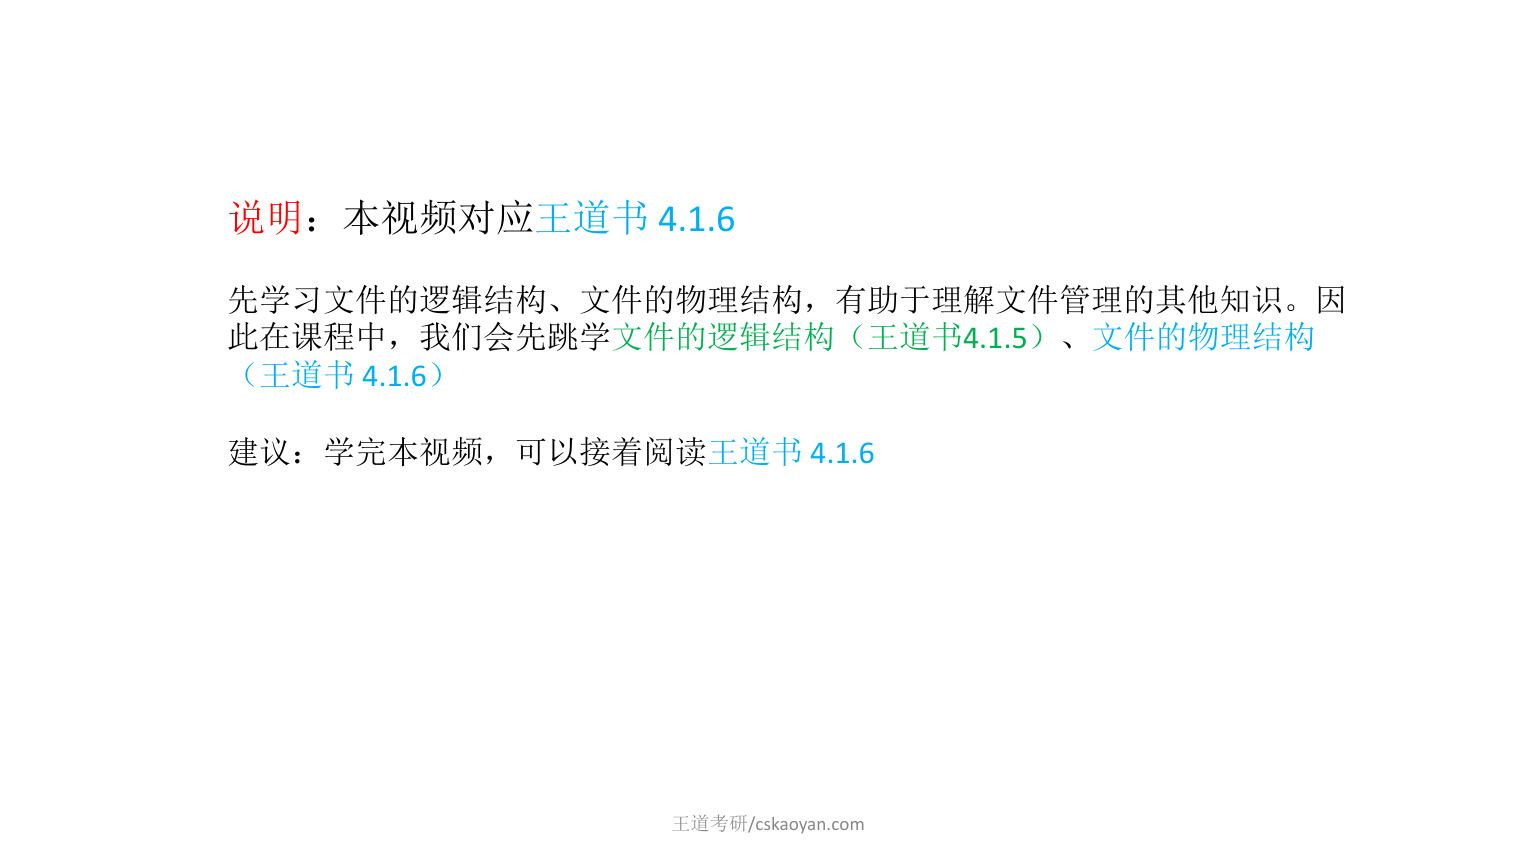 说明：本视频对应王道书 4.1.6
先学习文件的逻辑结构、文件的物理结构，有助于理解文件管理的其他知识。因
此在课程中，我们会先跳学文件的逻辑结构（王道书4.1.5）、文件的物理结构
（王道书 4.1.6）
建议：学完本视频，可以接着阅读王道书 4.1.6
王道考研/cskaoyan.com